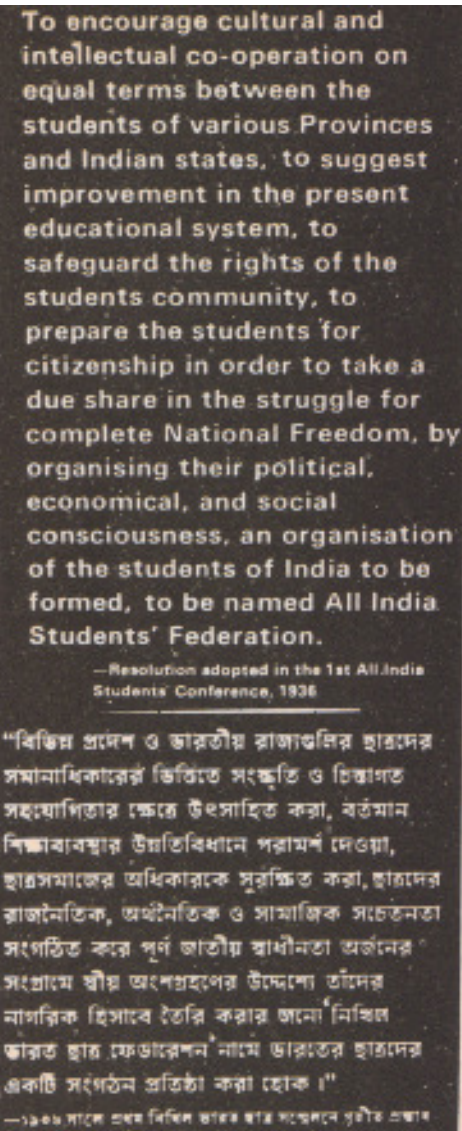 To encourage cultural and
intellectual co-operation on
equal terms between the
students of various Provinces
and Indian states, to suggest
improvement in the present
educational system, to
safeguard the rights of the
students community, to
prepare the students for
citizenship in order to take a
due share in the struggle for
complete National Freedom, by
organising their political,
economical, and social
consciousness, an organisation
of the students of India to be
formed, to be named All India
Students' Federation.
—Resolution adopted in the 1st All India
Students' Conference, 1936
"বিভিন্ন প্রদেশ ও ভারতীয় রাজ্যগুলির ছাত্রদের
সমানাধিকারের ভিত্তিতে সংস্কৃতি ও চিন্তাগত
সহযোগিতার ক্ষেত্রে উৎসাহিত করা, বর্তমান
শিক্ষাব্যবস্থার উন্নতিবিধানে পরামর্শ দেওয়া,
ছাত্রসমাজের অধিকারকে সুরক্ষিত করা, ছাত্রদের
রাজনৈতিক, অর্থনৈতিক ও সামাজিক সচেতনতা
সংগঠিত করে পূর্ণ জাতীয় স্বাধীনতা অর্জনের
সংগ্রামে স্বীয় অংশগ্রহণের উদ্দেশ্যে তাঁদের
নাগরিক হিসাবে তৈরি করার জন্যে 'নিখিল
ভারত ছাত্র ফেডারেশন' নামে ভারতের ছাত্রদের
একটি সংগঠন প্রতিষ্ঠা করা হোক।"
—১৯৩৬ সালে প্রথম নিখিল ভারত ছাত্র সম্মেলনে গৃহীত প্রস্তাব